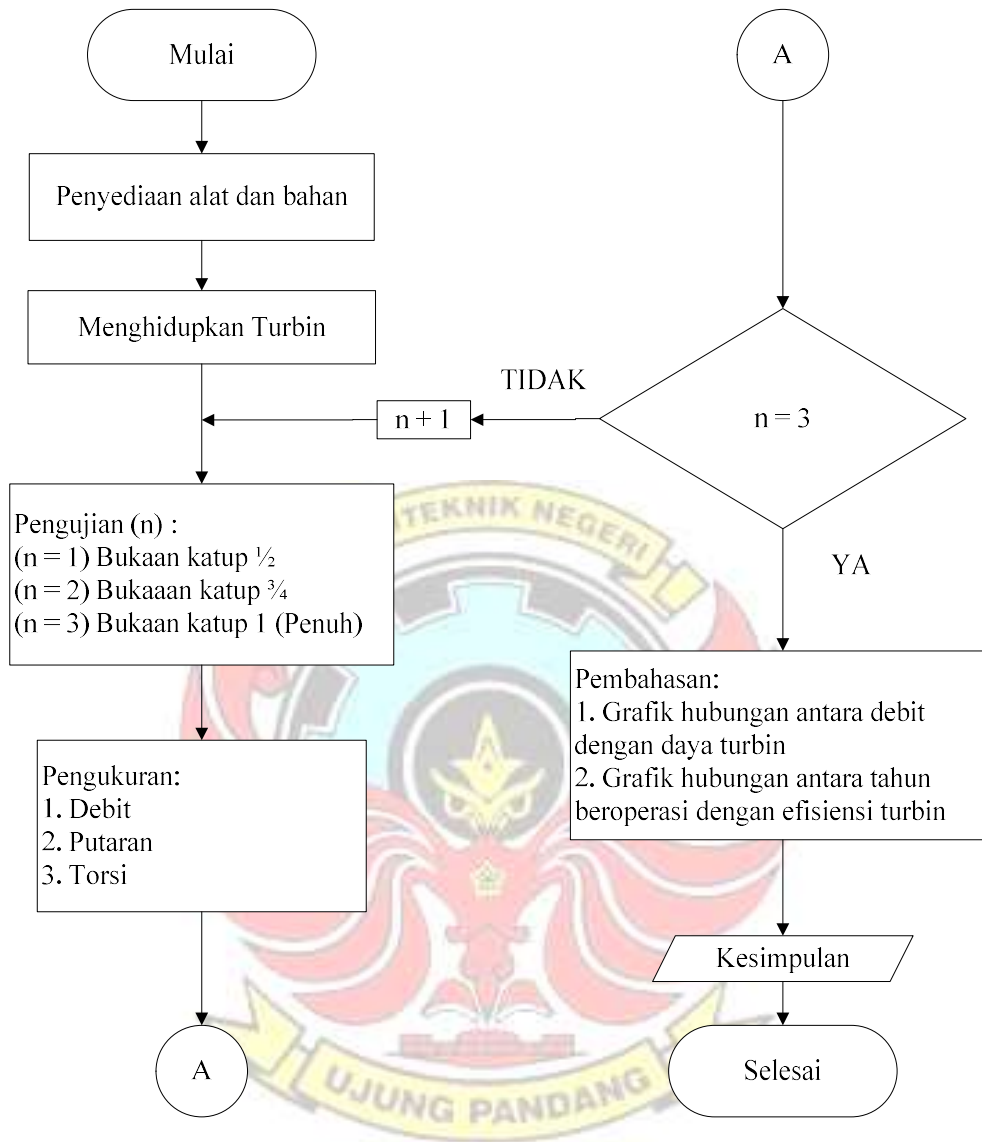 Mulai
Penyediaan alat dan bahan
Menghidupkan Turbin
Pengujian (n) :
(n = 1) Bukaan katup ½
(n = 2) Bukaaan katup ¾
(n = 3) Bukaan katup 1 (Penuh)
Pengukuran:
1. Debit
2. Putaran
3. Torsi
A
A
n = 3
TIDAK
n + 1
YA
Pembahasan:
1. Grafik hubungan antara debit
dengan daya turbin
2. Grafik hubungan antara tahun
beroperasi dengan efisiensi turbin
Kesimpulan
Selesai
NEGERI
UJUNG PANDANG